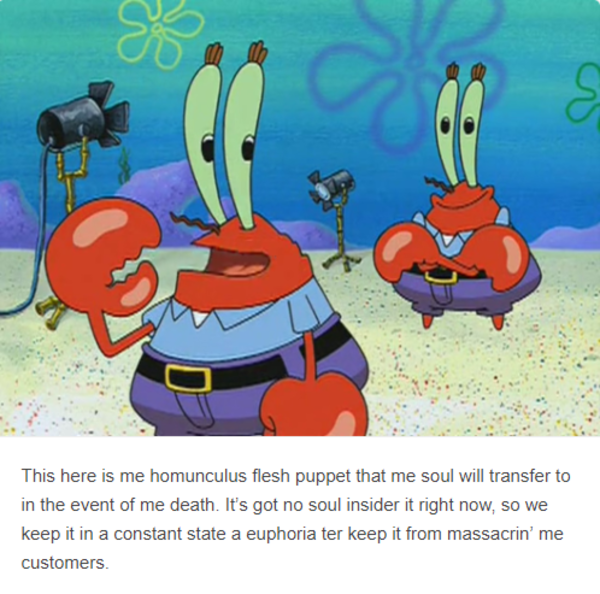 This here is me homunculus flesh puppet that me soul will transfer to
in the event of me death. It’s got no soul insider it right now, so we
keep it in a constant state a euphoria ter keep it from massacrin’ me
customers.